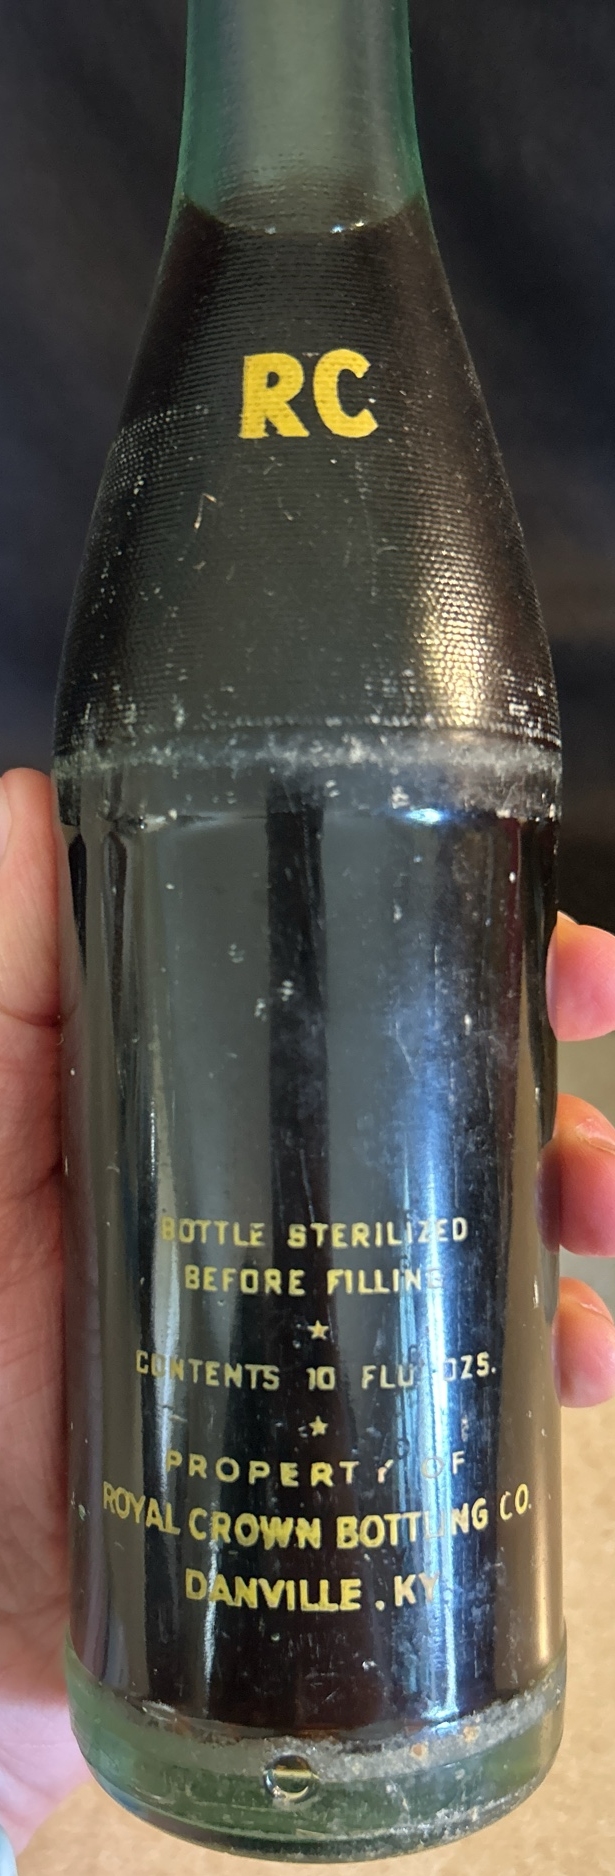 RC
BOTTLE STERILIZED
BEFORE FILLING
CONTENTS 10 FLU OZS.
PROPERTY OF
ROYAL CROWN BOTTLING CO.
DANVILLE, KY.